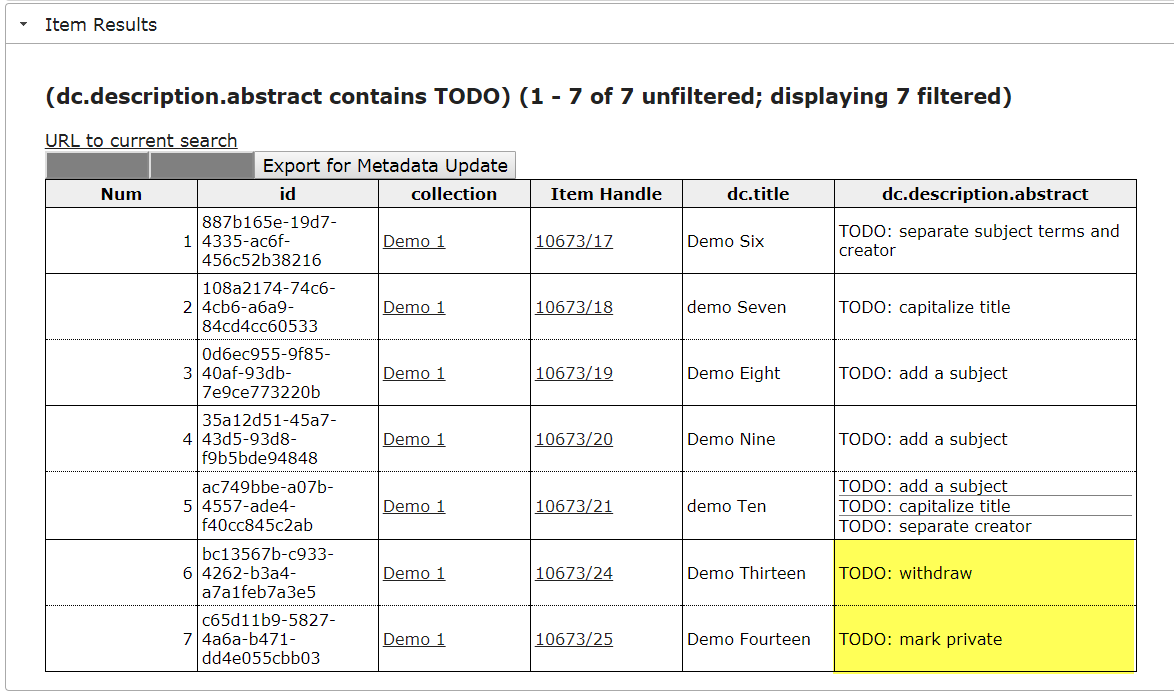 Item Results
(dc.description.abstract contains TODO) (1 - 7 of 7 unfiltered; displaying 7 filtered)
URL to current search
Export for Metadata Update
Num id collection Item Handle dc.title dc.description.abstract
1 887b165e-19d7-4335-ac6f-456c52b38216 Demo 1 10673/17 Demo Six TODO: separate subject terms and creator
2 108a2174-74c6-4cb6-a6a9-84cd4cc60533 Demo 1 10673/18 demo Seven TODO: capitalize title
3 0d6ec955-9f85-40af-93db-7e9ce773220b Demo 1 10673/19 Demo Eight TODO: add a subject
4 35a12d51-45a7-43d5-93d8-f9b5bde94848 Demo 1 10673/20 Demo Nine TODO: add a subject
5 ac749bbe-a07b-4557-ade4-f40cc845c2ab Demo 1 10673/21 demo Ten TODO: add a subject
TODO: capitalize title
TODO: separate creator
6 bc13567b-c933-4262-b3a4-a7a1feb7a3e5 Demo 1 10673/24 Demo Thirteen TODO: withdraw
7 c65d11b9-5827-4a6a-b471-dd4e055cbb03 Demo 1 10673/25 Demo Fourteen TODO: mark private